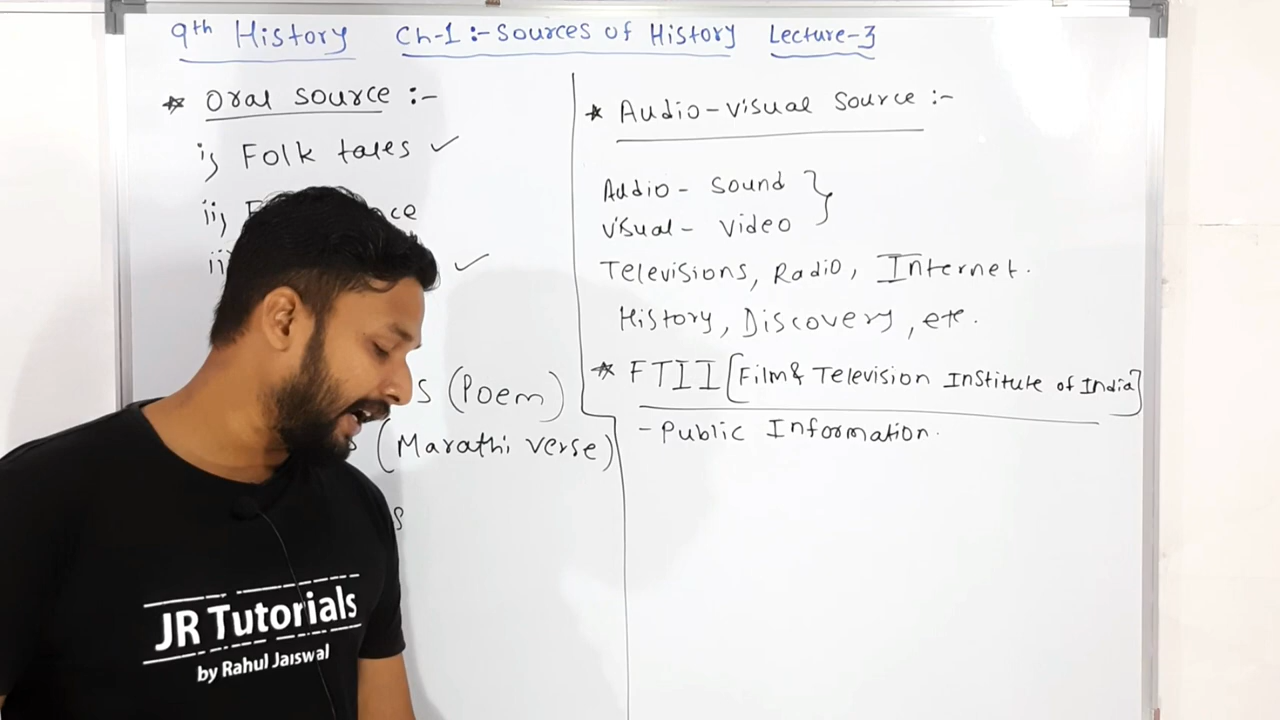 9th History Ch-1 :- Sources of History Lecture-3
* Oral source :-
i) Folk tales ✓
ii)
✓
(Poem)
(Marathi verse)
* Audio-Visual Source :-
Audio - Sound
Visual - Video
Televisions, Radio, Internet.
History, Discovery, etc.
* FTII [Film & Television Institute of India]
- Public Information.
JR Tutorials
by Rahul Jaiswal